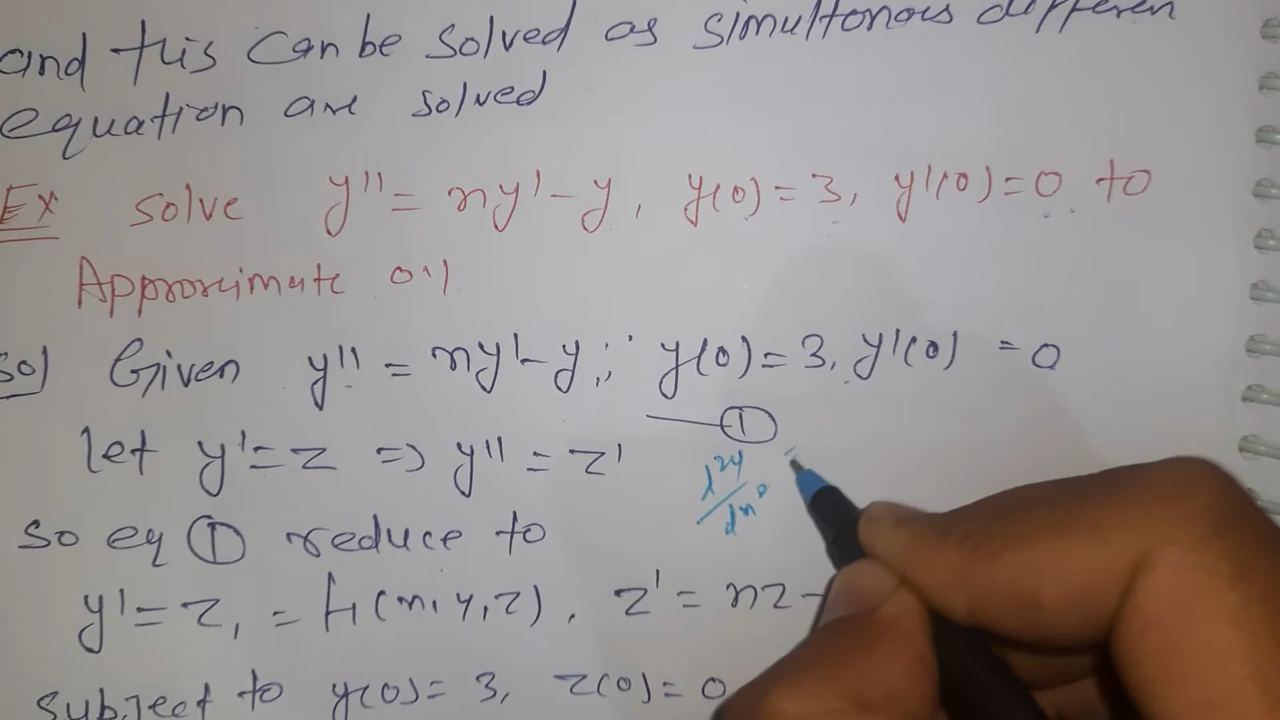 and this can be solved as simultonous differen
equation are solved
Ex solve y'' = xy' - y, y(0) = 3, y'(0) = 0 to
Approximate 0.1
sol Given y'' = xy' - y ;; y(0) = 3, y'(0) = 0
①
let y' = z => y'' = z'
d²y/dx²
so eq ① reduce to
y' = z, = f₁(x, y, z), z' = xz -
subject to y(0) = 3, z(0) = 0